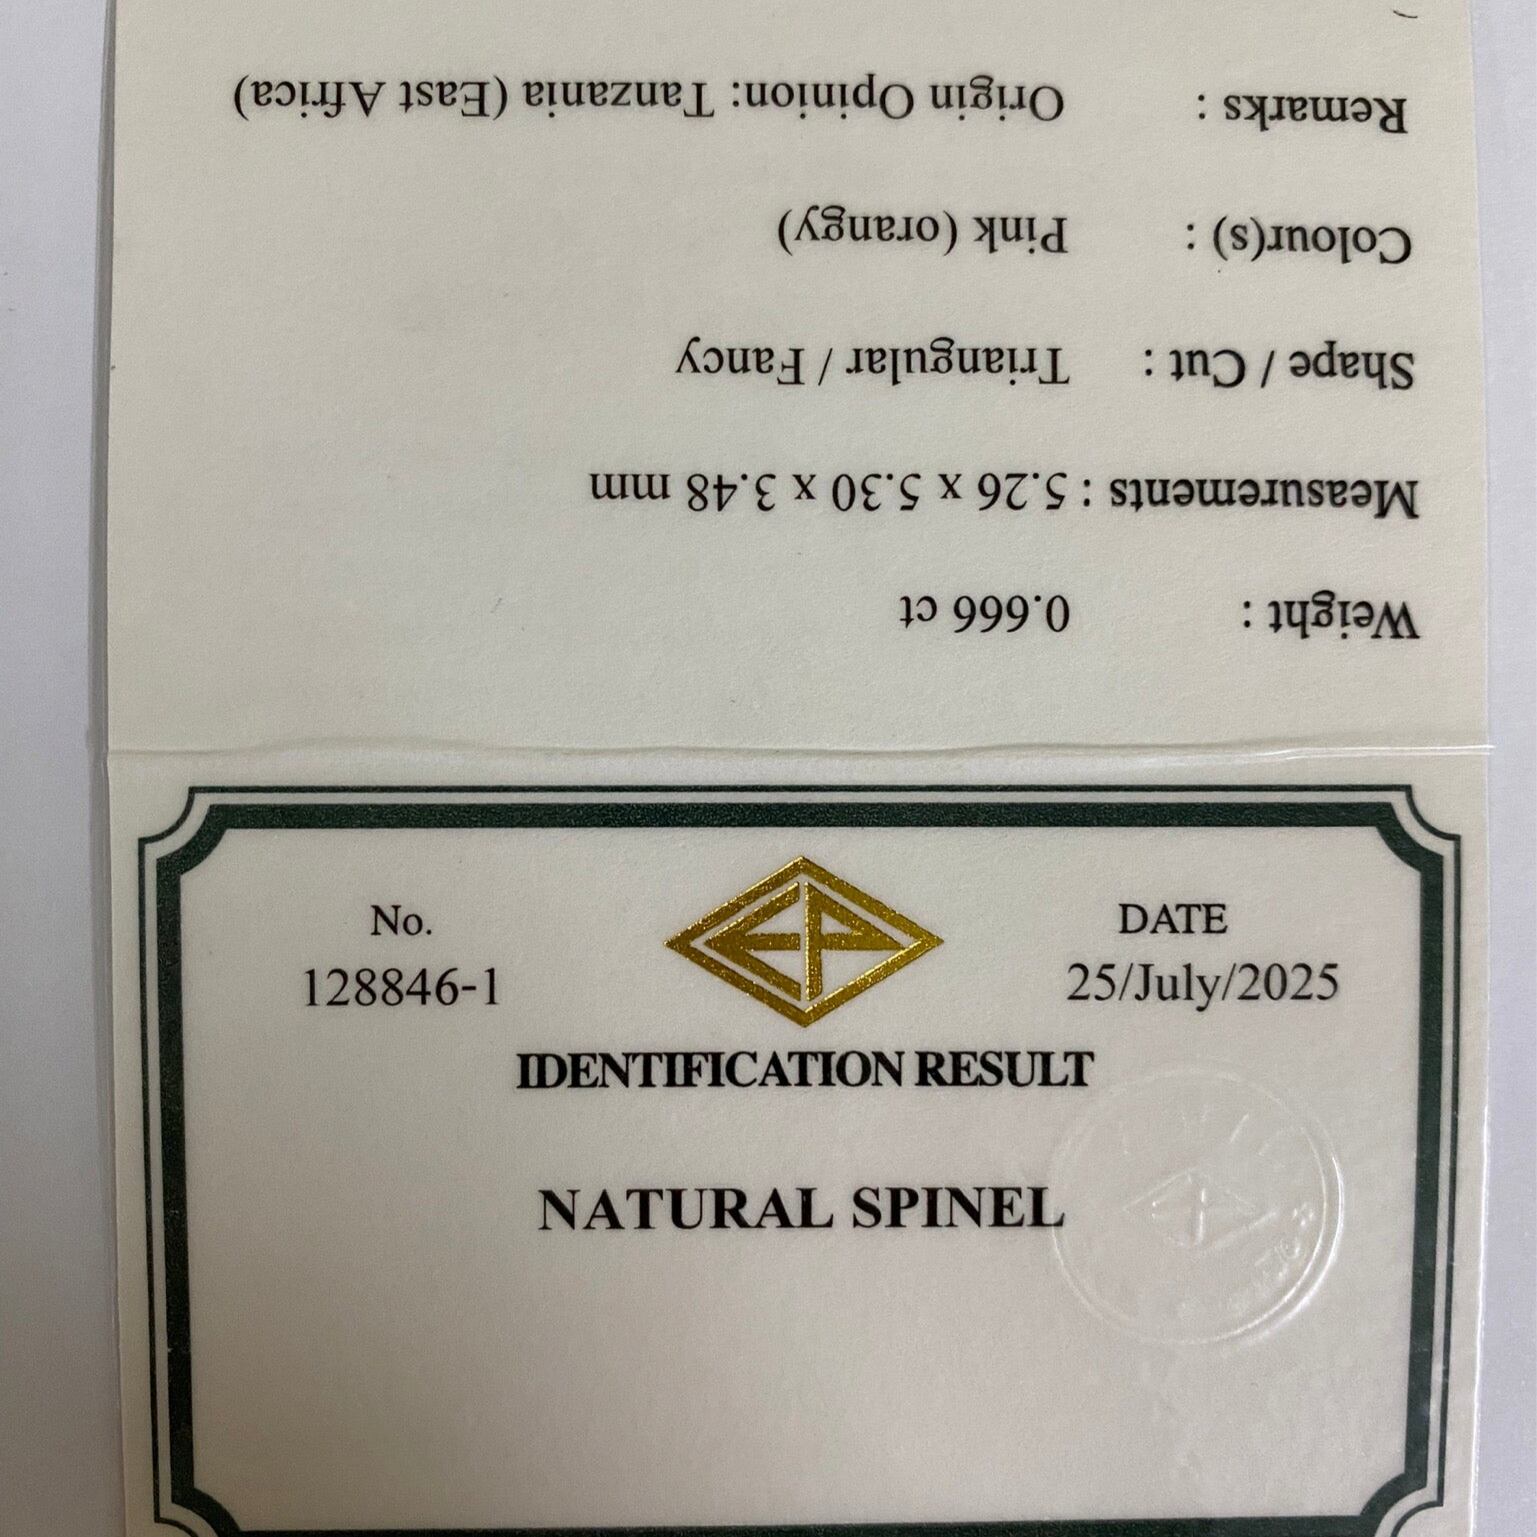 No.
128846-1
EP
DATE
25/July/2025
IDENTIFICATION RESULT
NATURAL SPINEL
Weight : 0.666 ct
Measurements : 5.26 x 5.30 x 3.48 mm
Shape / Cut : Triangular / Fancy
Colour(s) : Pink (orangy)
Remarks : Origin Opinion: Tanzania (East Africa)